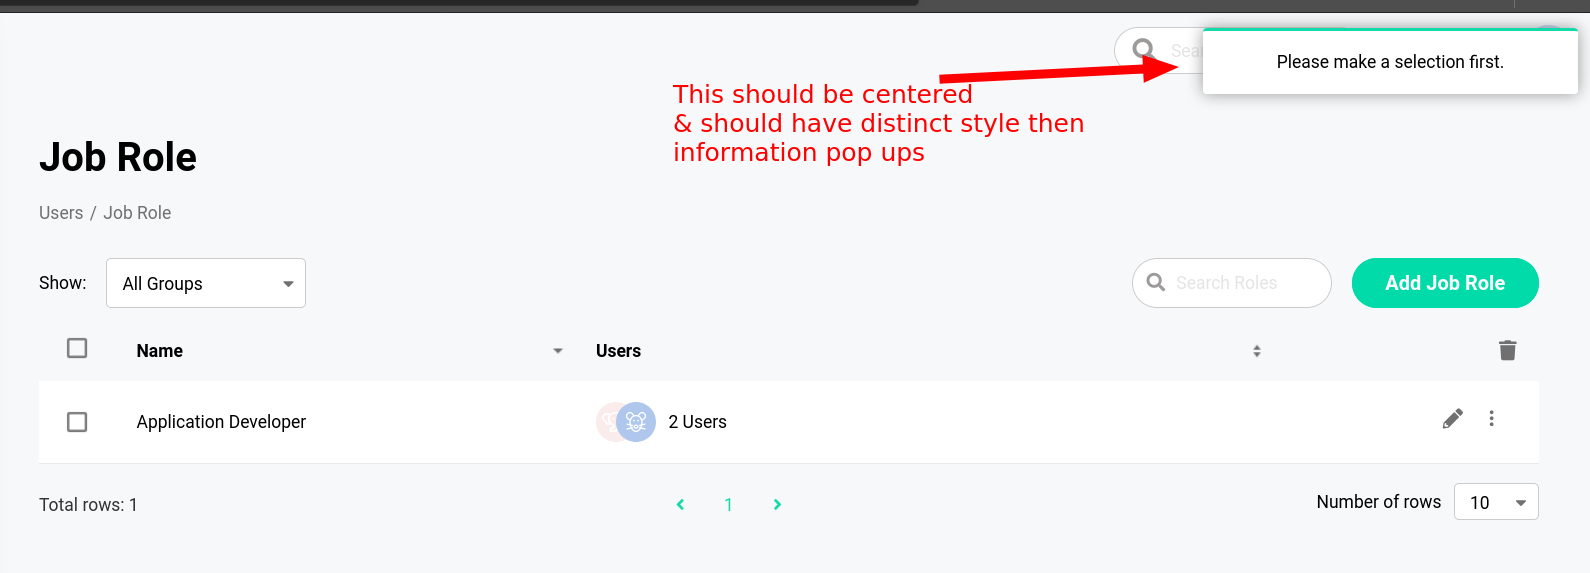 Sear
Please make a selection first.
This should be centered
& should have distinct style then
information pop ups
Job Role
Users / Job Role
Show:
All Groups
Search Roles
Add Job Role
Name
Users
Application Developer
2 Users
Total rows: 1
1
Number of rows
10